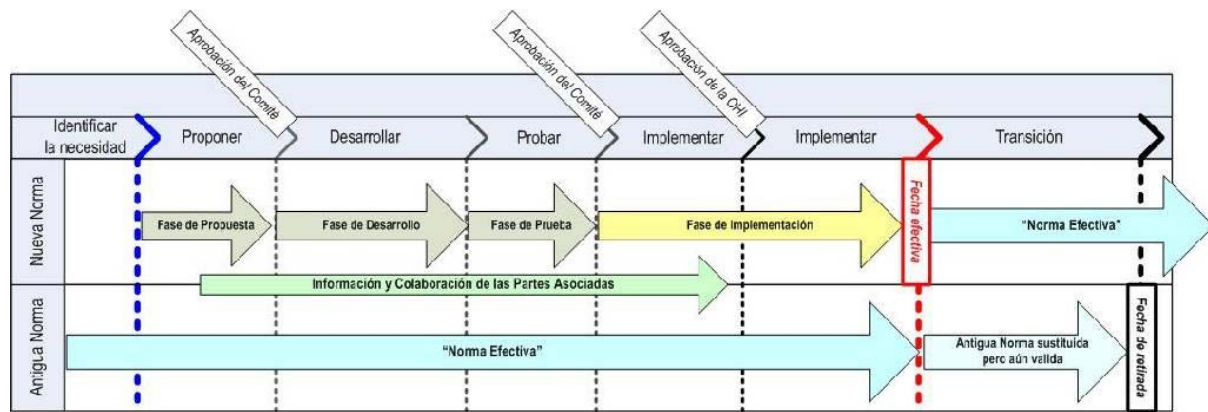 Aprobación del Comité
Aprobación del Comité
Aprobación de la OHI
Identificar
la necesidad
Proponer
Desarrollar
Probar
Implementar
Implementar
Transición
Nueva Norma
Fase de Propuesta
Fase de Desarrollo
Fase de Prueba
Fase de Implementación
Fecha efectiva
"Norma Efectiva"
Información y Colaboración de las Partes Asociadas
Antigua Norma
"Norma Efectiva"
Antigua Norma sustituida
pero aún valida
Fecha de retirada